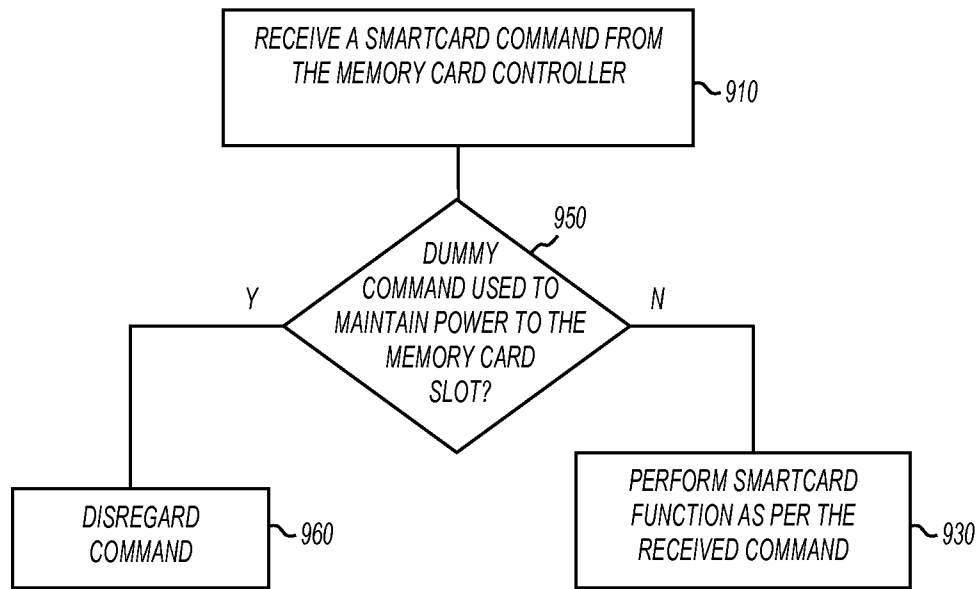 RECEIVE A SMARTCARD COMMAND FROM
THE MEMORY CARD CONTROLLER
910
950
DUMMY
COMMAND USED TO
MAINTAIN POWER TO THE
MEMORY CARD
SLOT?
Y
N
DISREGARD
COMMAND
960
PERFORM SMARTCARD
FUNCTION AS PER THE
RECEIVED COMMAND
930